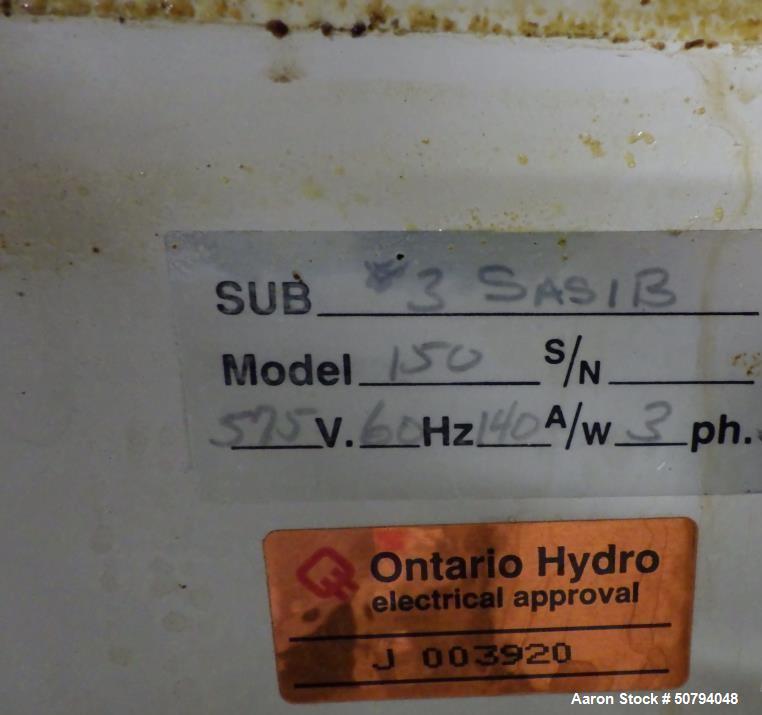 SUB #3 SASIB
Model 150 S/N
575 V. 60 Hz 140 A/W 3 ph.
Ontario Hydro
electrical approval
J 003920
Aaron Stock # 50794048